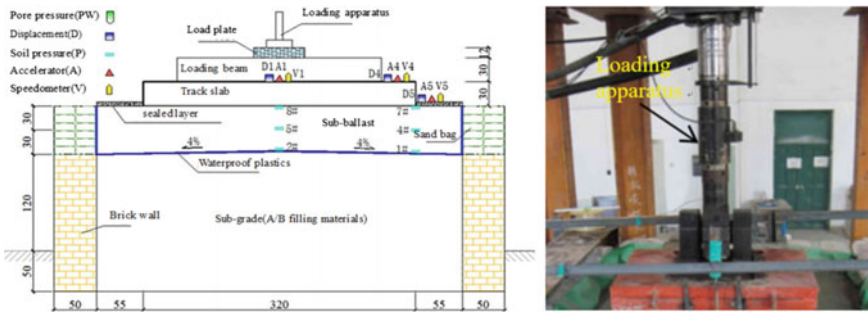 Pore pressure(PW)
Displacement(D)
Soil pressure(P)
Accelerator(A)
Speedometer(V)
Loading apparatus
Load plate
Loading beam
D1 A1
V1
D4
A4 V4
Track slab
A5 V5
D5
12
30
30
sealed layer
6#
7#
Sub-ballast
5#
4#
Sand bag
4%
2#
4%
1#
Waterproof plastics
30
30
30
30
120
Brick wall
Sub-grade(A/B filling materials)
50
50
55
320
55
50
Loading
apparatus